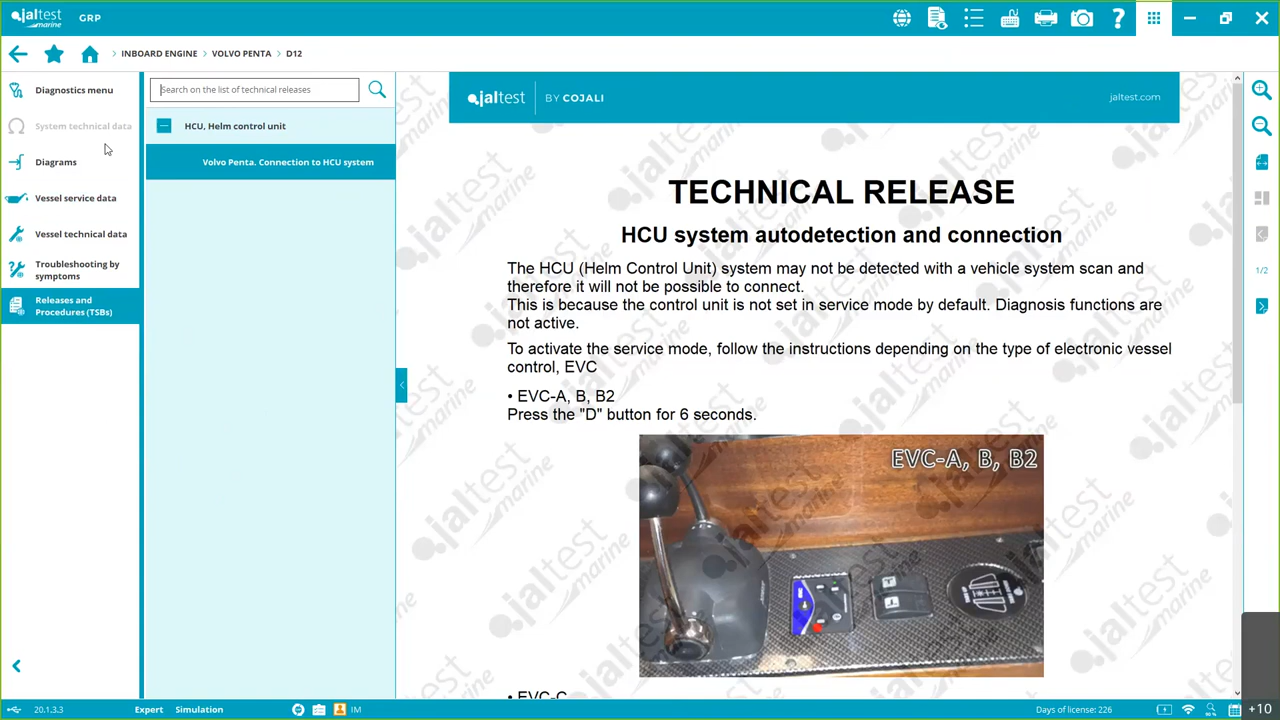 jaltest
marine
GRP
INBOARD ENGINE > VOLVO PENTA > D12
Diagnostics menu
System technical data
Diagrams
Vessel service data
Vessel technical data
Troubleshooting by
symptoms
Releases and
Procedures (TSBs)
Search on the list of technical releases
HCU, Helm control unit
Volvo Penta. Connection to HCU system
jaltest BY COJALI
jaltest.com
TECHNICAL RELEASE
HCU system autodetection and connection
The HCU (Helm Control Unit) system may not be detected with a vehicle system scan and
therefore it will not be possible to connect.
This is because the control unit is not set in service mode by default. Diagnosis functions are
not active.
To activate the service mode, follow the instructions depending on the type of electronic vessel
control, EVC
• EVC-A, B, B2
Press the "D" button for 6 seconds.
EVC-A, B, B2
• EVC-C
1/2
20.1.3.3
Expert
Simulation
IM
Days of license: 226
+10